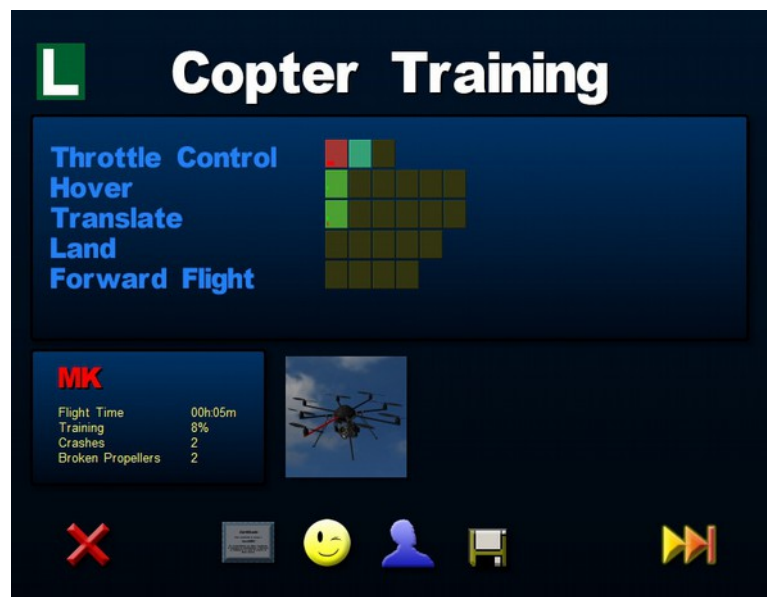 L
Copter Training
Throttle Control
Hover
Translate
Land
Forward Flight
MK
Flight Time 00h:05m
Training 8%
Crashes 2
Broken Propellers 2